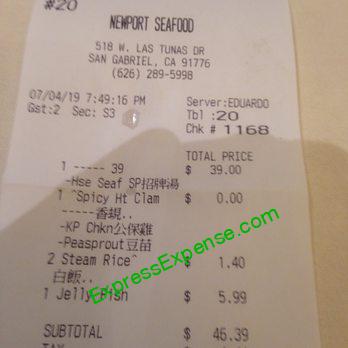 #20
NEWPORT SEAFOOD
518 W. LAS TUNAS DR
SAN GABRIEL, CA 91776
(626) 289-5998
07/04/19 7:49:16 PM Server:EDUARDO
Gst:2 Sec: S3 Tbl :20
Chk # 1168
TOTAL PRICE
1 ----- 39 $ 39.00
-Hse Seaf SP招牌湯
1 ^Spicy Ht Clam $ 0.00
-----香蜆..
-KP Chkn公保雞
-Peasprout豆苗
2 Steam Rice^ $ 1.40
白飯..
1 Jelly Fish $ 5.99
SUBTOTAL $ 46.39
TAX
ExpressExpense.com